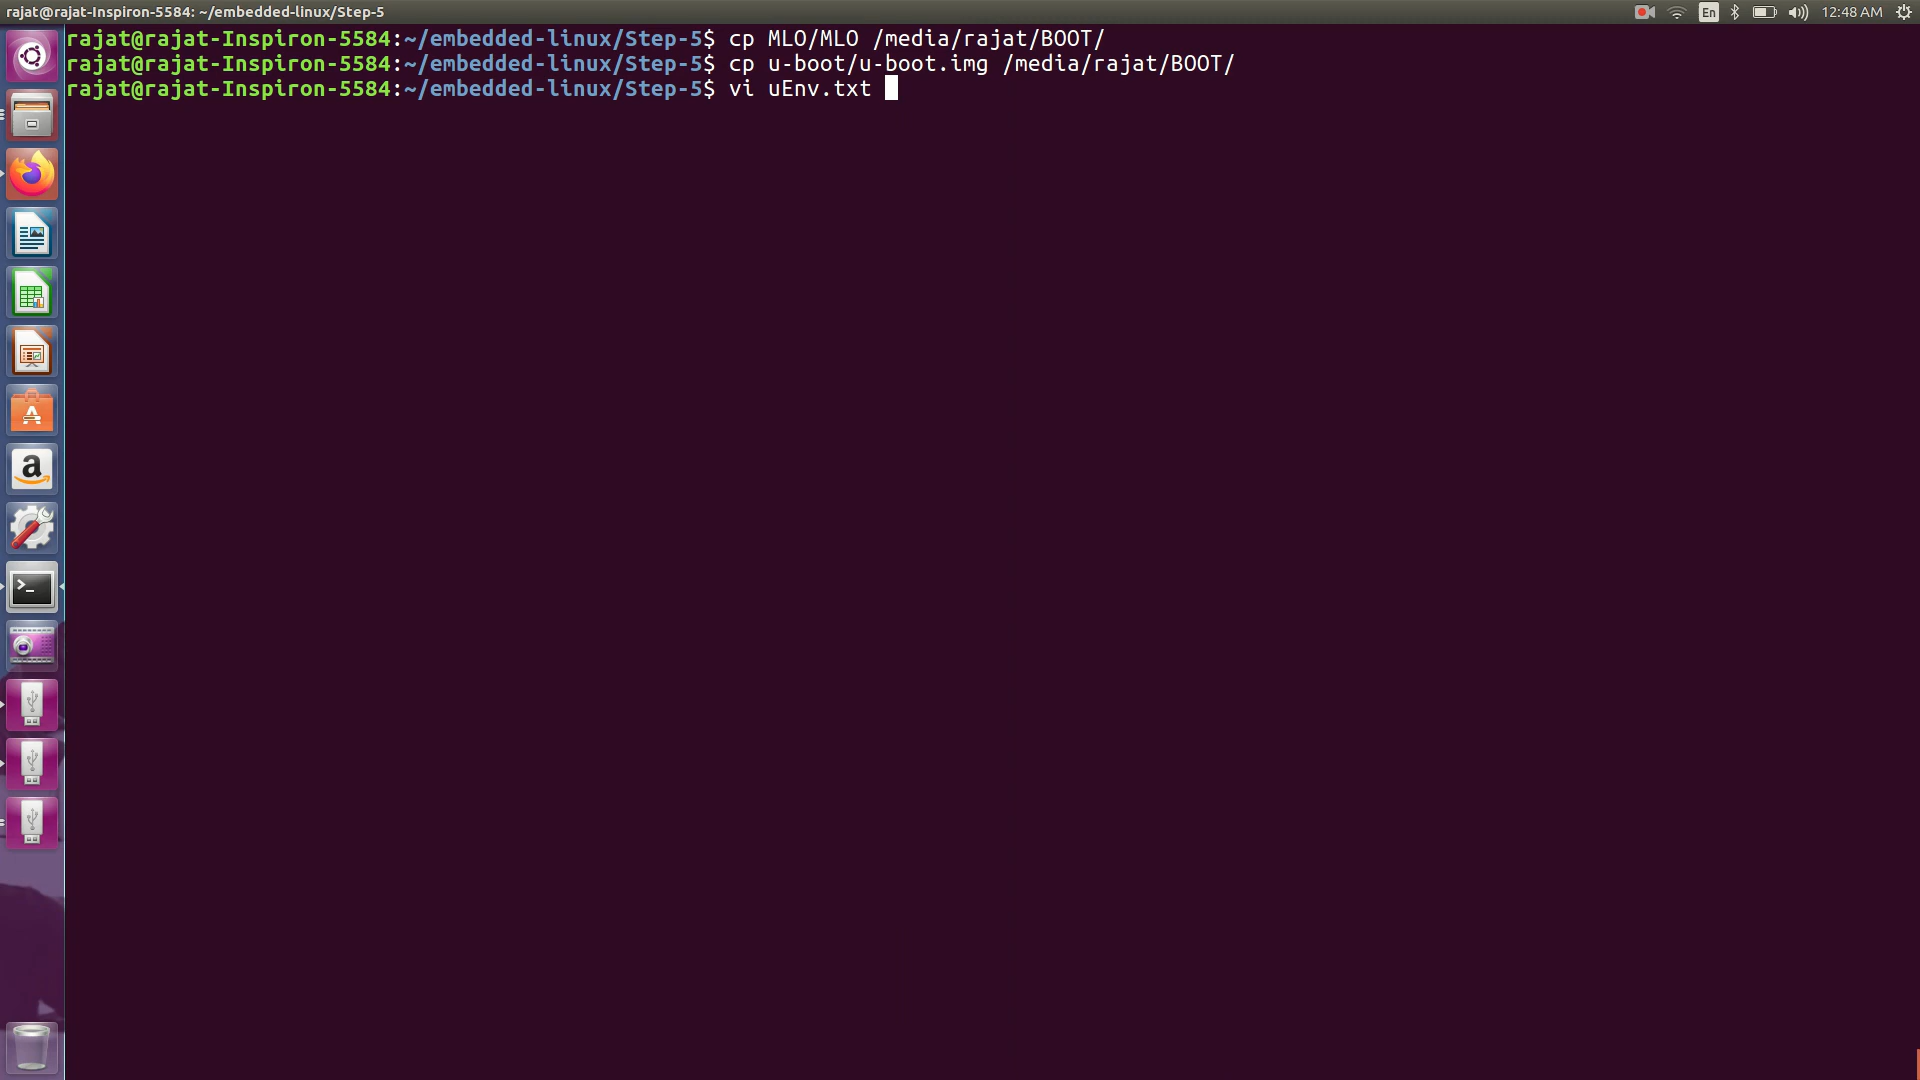 rajat@rajat-Inspiron-5584: ~/embedded-linux/Step-5
En
12:48 AM
rajat@rajat-Inspiron-5584:~/embedded-linux/Step-5$ cp MLO/MLO /media/rajat/BOOT/
rajat@rajat-Inspiron-5584:~/embedded-linux/Step-5$ cp u-boot/u-boot.img /media/rajat/BOOT/
rajat@rajat-Inspiron-5584:~/embedded-linux/Step-5$ vi uEnv.txt